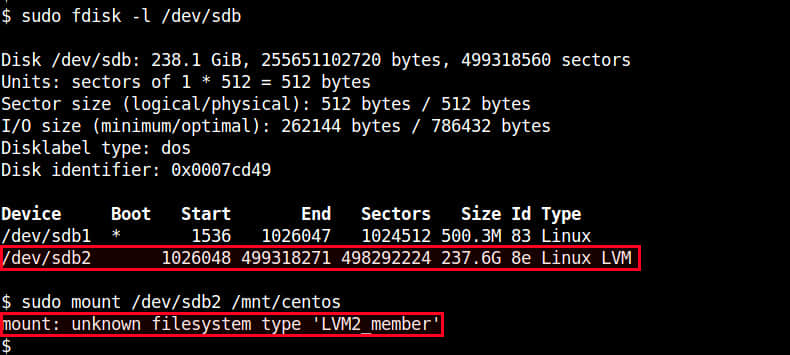 $ sudo fdisk -l /dev/sdb
Disk /dev/sdb: 238.1 GiB, 255651102720 bytes, 499318560 sectors
Units: sectors of 1 * 512 = 512 bytes
Sector size (logical/physical): 512 bytes / 512 bytes
I/O size (minimum/optimal): 262144 bytes / 786432 bytes
Disklabel type: dos
Disk identifier: 0x0007cd49
Device     Boot   Start       End   Sectors   Size Id Type
/dev/sdb1  *       1536   1026047   1024512 500.3M 83 Linux
/dev/sdb2       1026048 499318271 498292224 237.6G 8e Linux LVM
$ sudo mount /dev/sdb2 /mnt/centos
mount: unknown filesystem type 'LVM2_member'
$